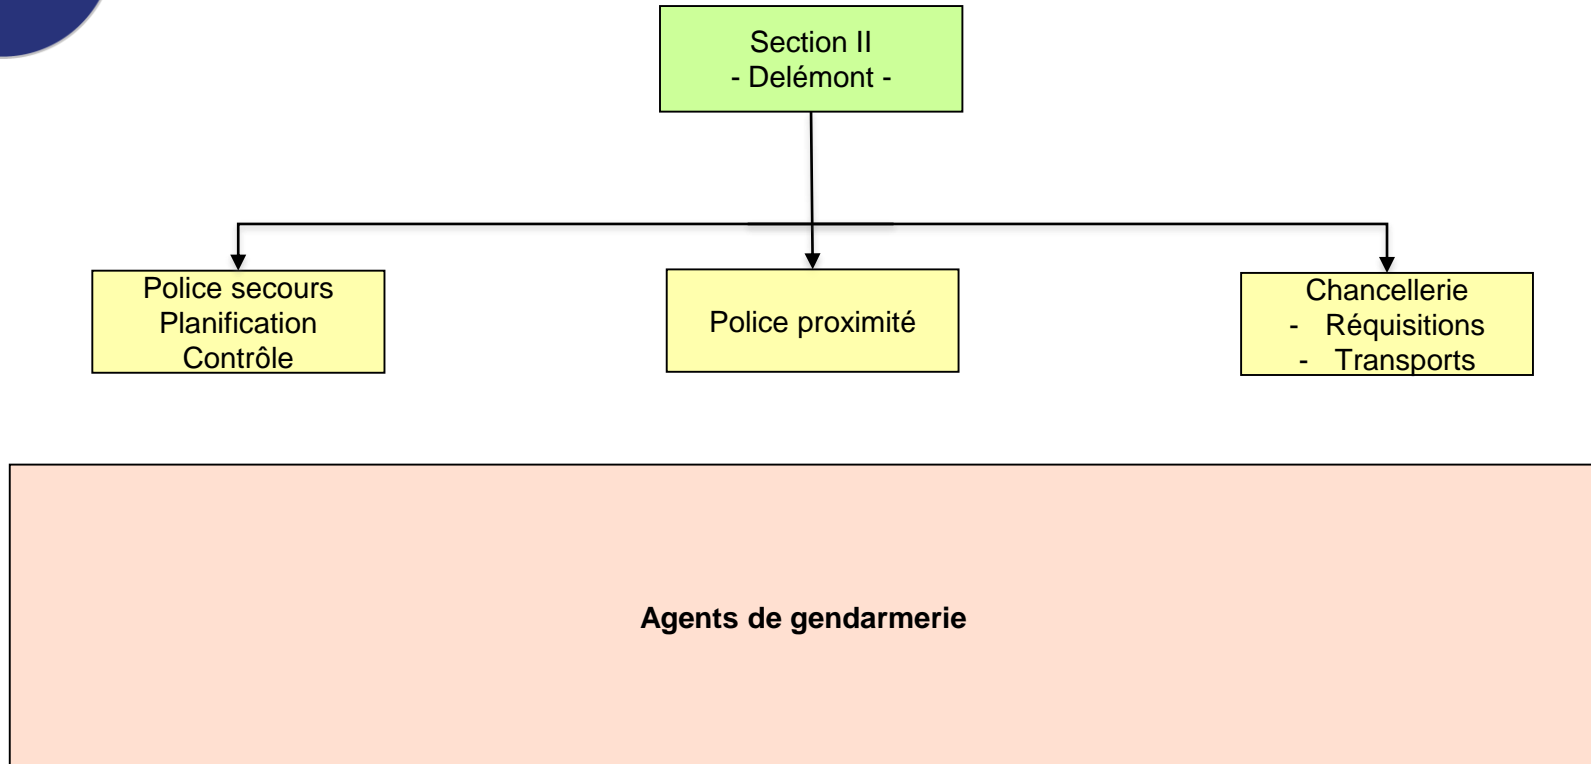 Section II
- Delémont -
Police secours
Planification
Contrôle
Police proximité
Chancellerie
- Réquisitions
- Transports
Agents de gendarmerie